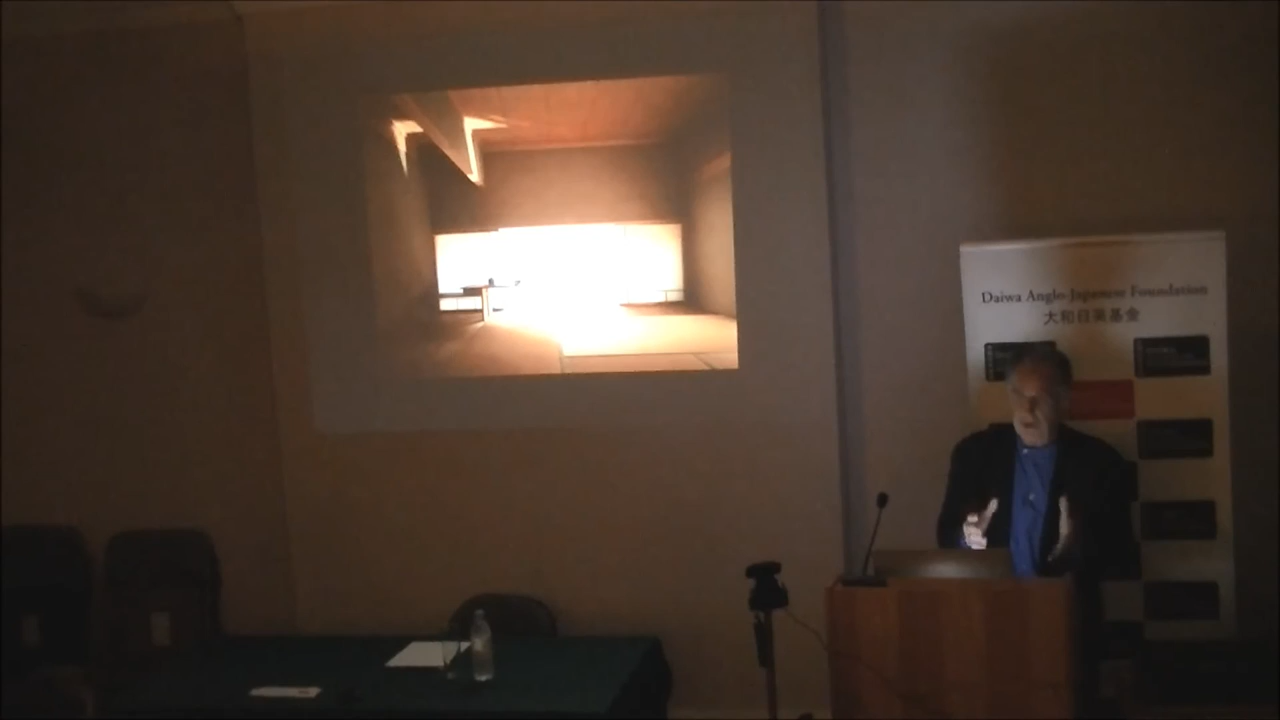 Daiwa Anglo-Japanese Foundation
大和日英基金